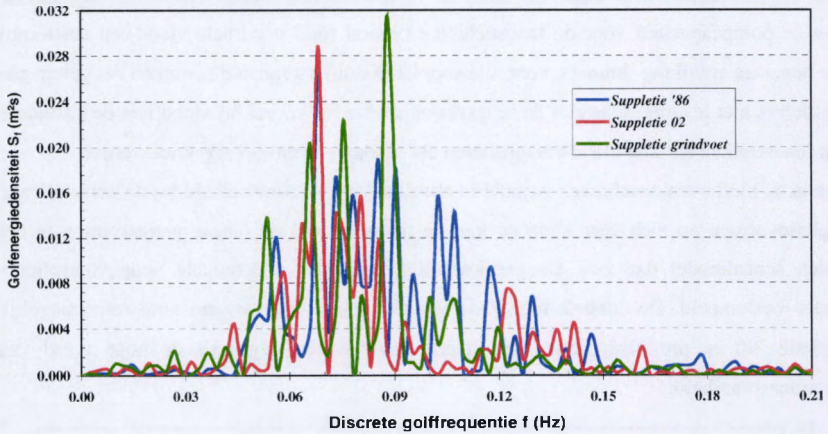 0.032
0.028
0.024
0.020
0.016
0.012
0.008
0.004
0.000
Golfenergiedensiteit Sf (m²s)
Suppletie '86
Suppletie 02
Suppletie grindvoet
0.00 0.03 0.06 0.09 0.12 0.15 0.18 0.21
Discrete golffrequentie f (Hz)